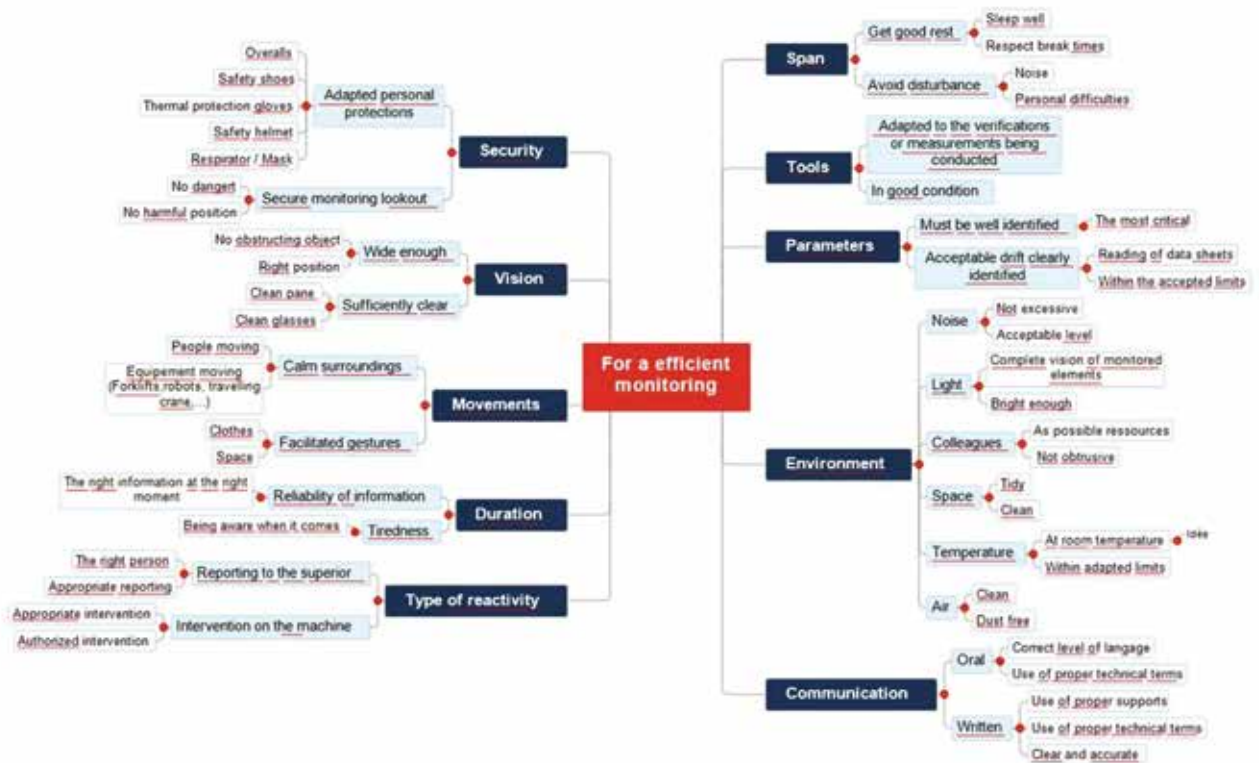 For a efficient
monitoring
Security
Adapted personal
protections
Overalls
Safety shoes
Thermal protection gloves
Safety helmet
Respirator / Mask
Secure monitoring lookout
No dangert
No harmful position
Vision
Wide enough
No obstructing object
Right position
Sufficiently clear
Clean pane
Clean glasses
Movements
Calm surroundings
People moving
Equipement moving
(Forklifts,robots, travelling
crane,...)
Facilitated gestures
Clothes
Space
Duration
Reliability of information
The right information at the right
moment
Tiredness
Being aware when it comes
Type of reactivity
Reporting to the superior
The right person
Appropriate reporting
Intervention on the machine
Appropriate intervention
Authorized intervention
Span
Get good rest
Sleep well
Respect break times
Avoid disturbance
Noise
Personal difficulties
Tools
Adapted to the verifications
or measurements being
conducted
In good condition
Parameters
Must be well identified
The most critical
Acceptable drift clearly
identified
Reading of data sheets
Within the accepted limits
Environment
Noise
Not excessive
Acceptable level
Light
Complete vision of monitored
elements
Bright enough
Colleagues
As possible ressources
Not obtrusive
Space
Tidy
Clean
Temperature
At room temperature
Idée
Within adapted limits
Air
Clean
Dust free
Communication
Oral
Correct level of langage
Use of proper technical terms
Written
Use of proper supports
Use of proper technical terms
Clear and accurate